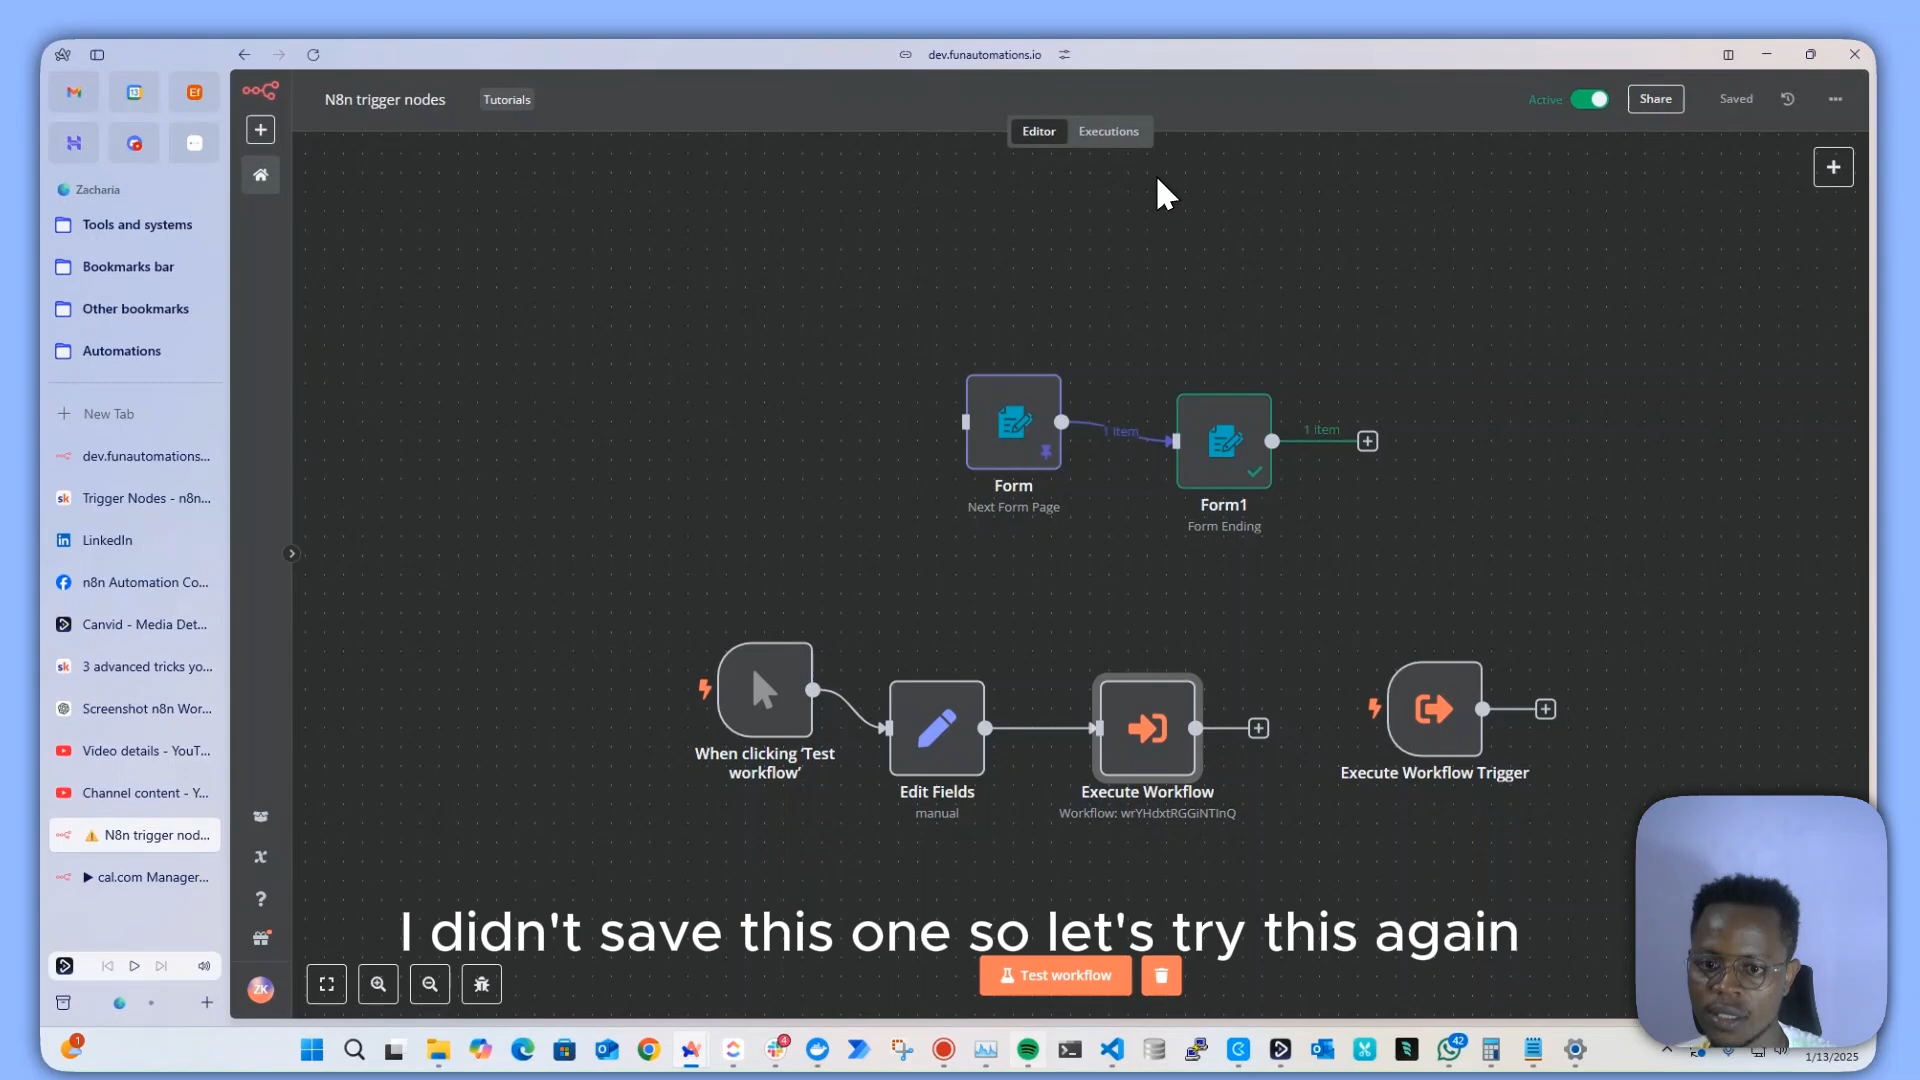 dev.funautomations.io
N8n trigger nodes
Tutorials
Active
Share
Saved
Editor
Executions
Zacharia
Tools and systems
Bookmarks bar
Other bookmarks
Automations
New Tab
dev.funautomations...
Trigger Nodes - n8n...
LinkedIn
n8n Automation Co...
Canvid - Media Det...
3 advanced tricks yo...
Screenshot n8n Wor...
Video details - YouT...
Channel content - Y...
N8n trigger nod...
cal.com Manager...
1 item
1 item
Form
Next Form Page
Form1
Form Ending
When clicking ‘Test
workflow’
Edit Fields
manual
Execute Workflow
Workflow: wrYHdxtRGGiNTInQ
Execute Workflow Trigger
I didn't save this one so let's try this again
Test workflow
ZK
1
4
42
1/13/2025